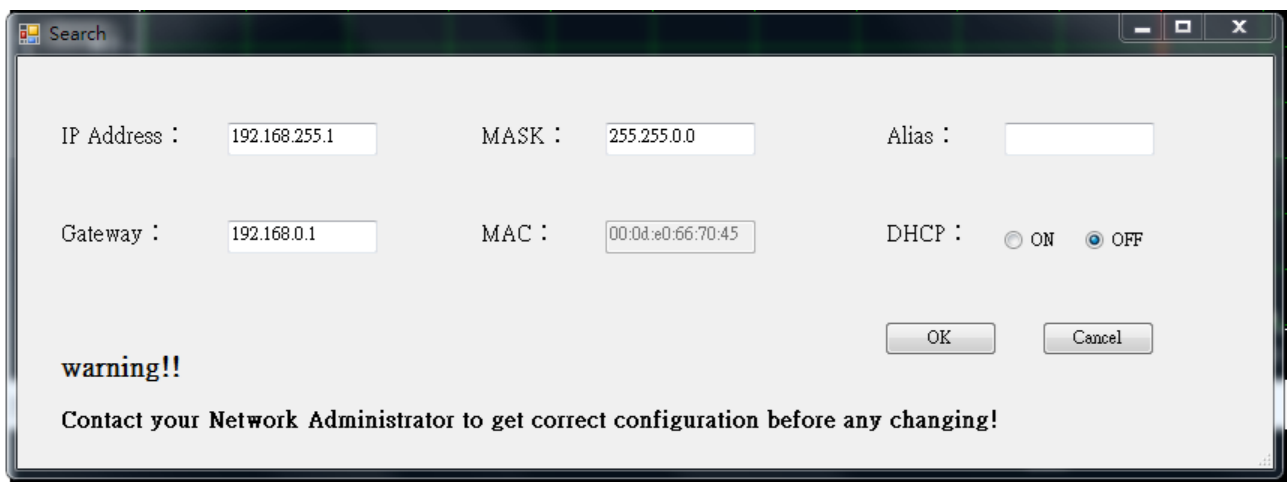 Search
IP Address： 192.168.255.1 MASK： 255.255.0.0 Alias：
Gateway： 192.168.0.1 MAC： 00:0d:e0:66:70:45 DHCP： ON OFF
OK Cancel
warning!!
Contact your Network Administrator to get correct configuration before any changing!